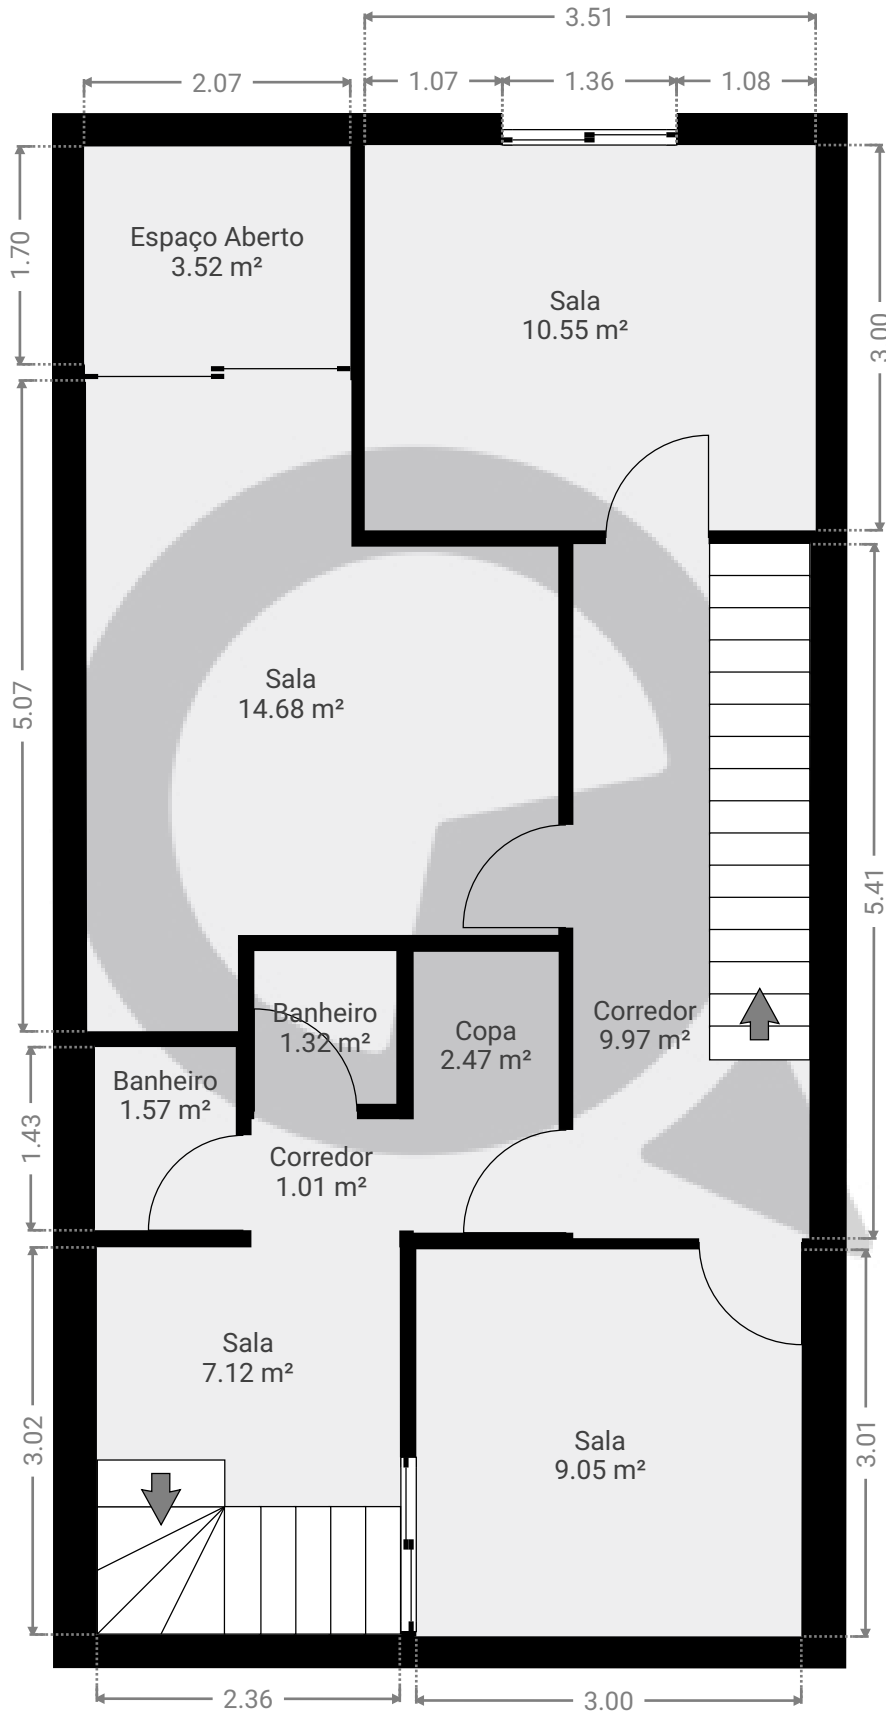 3.51
2.07
1.07
1.36
1.08
1.70
Espaço Aberto
3.52 m²
Sala
10.55 m²
3.00
Sala
14.68 m²
5.07
5.41
Banheiro
1.32 m²
Copa
2.47 m²
Corredor
9.97 m²
Banheiro
1.57 m²
1.43
Corredor
1.01 m²
Sala
7.12 m²
3.02
Sala
9.05 m²
3.01
2.36
3.00